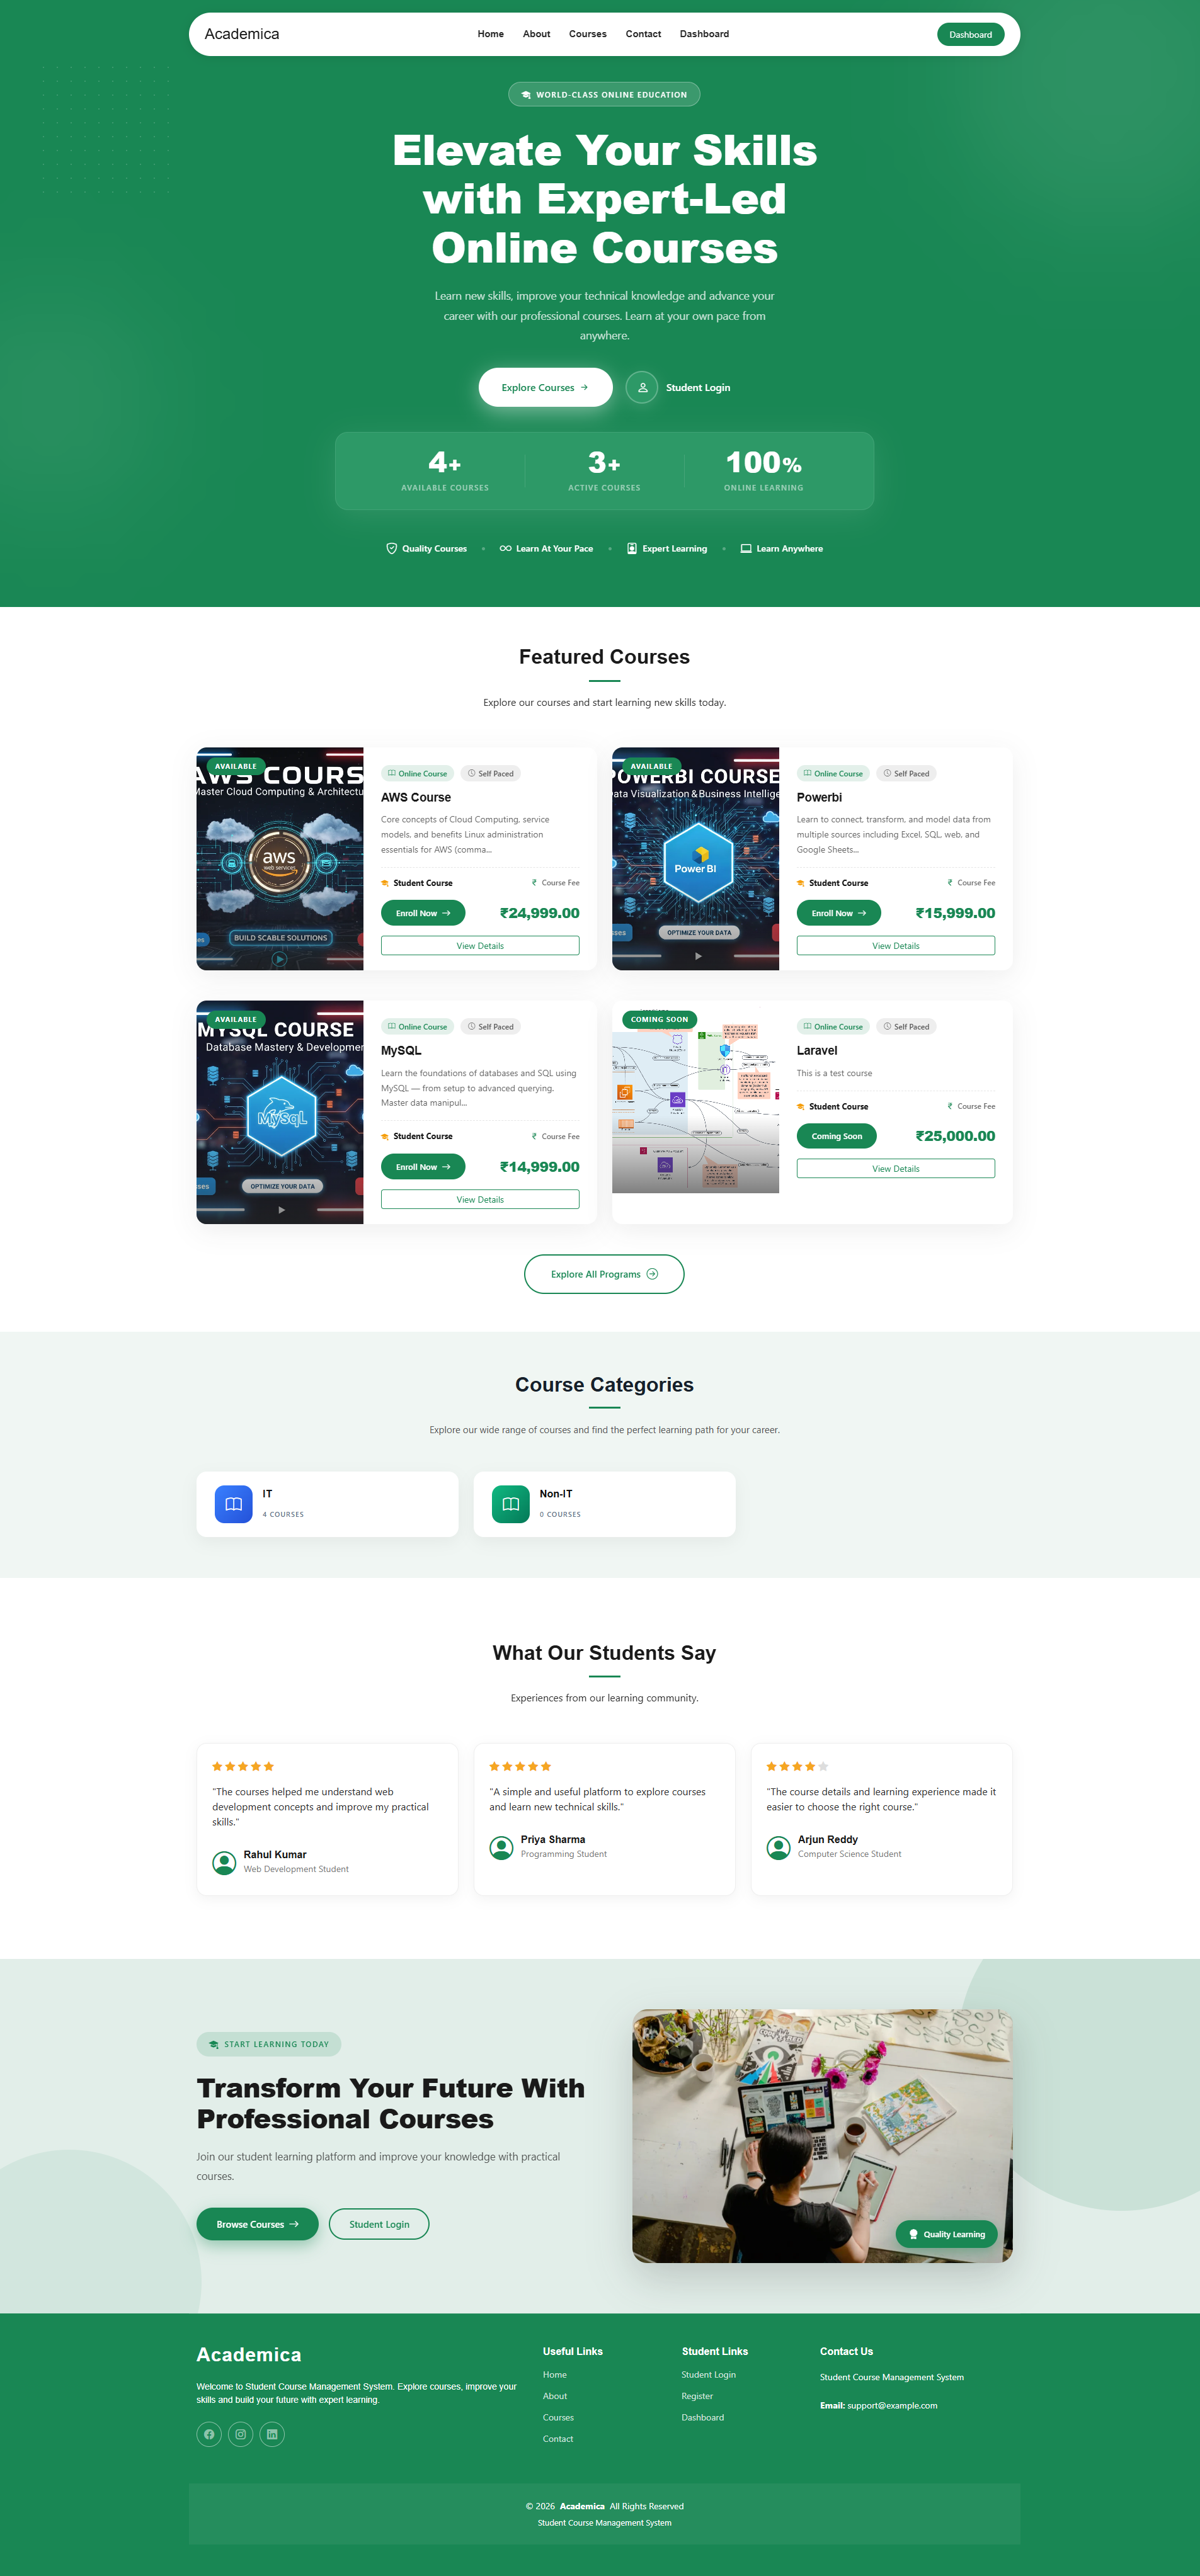 Academica
Home About Courses Contact Dashboard
Dashboard
WORLD-CLASS ONLINE EDUCATION
Elevate Your Skills
with Expert-Led
Online Courses
Learn new skills, improve your technical knowledge and advance your
career with our professional courses. Learn at your own pace from
anywhere.
Explore Courses
Student Login
4+
AVAILABLE COURSES
3+
ACTIVE COURSES
100%
ONLINE LEARNING
Quality Courses
Learn At Your Pace
Expert Learning
Learn Anywhere
Featured Courses
Explore our courses and start learning new skills today.
AVAILABLE
AWS COURS
Master Cloud Computing & Architectu
aws
web service
BUILD SCABLE SOLUTIONS
Online Course
Self Paced
AWS Course
Core concepts of Cloud Computing, service
models, and benefits Linux administration
essentials for AWS (comma...
Student Course
Course Fee
Enroll Now
₹24,999.00
View Details
AVAILABLE
POWERBI COURSE
Data Visualization & Business Intellige
Power BI
OPTIMIZE YOUR DATA
Online Course
Self Paced
Powerbi
Learn to connect, transform, and model data from
multiple sources including Excel, SQL, web, and
Google Sheets...
Student Course
Course Fee
Enroll Now
₹15,999.00
View Details
AVAILABLE
MYSQL COURSE
Database Mastery & Developmen
MySQL
OPTIMIZE YOUR DATA
Online Course
Self Paced
MySQL
Learn the foundations of databases and SQL using
MySQL — from setup to advanced querying.
Master data manipul...
Student Course
Course Fee
Enroll Now
₹14,999.00
View Details
COMING SOON
Online Course
Self Paced
Laravel
This is a test course
Student Course
Course Fee
Coming Soon
₹25,000.00
View Details
Explore All Programs
Course Categories
Explore our wide range of courses and find the perfect learning path for your career.
IT
4 COURSES
Non-IT
0 COURSES
What Our Students Say
Experiences from our learning community.
"The courses helped me understand web
development concepts and improve my practical
skills."
Rahul Kumar
Web Development Student
"A simple and useful platform to explore courses
and learn new technical skills."
Priya Sharma
Programming Student
"The course details and learning experience made it
easier to choose the right course."
Arjun Reddy
Computer Science Student
START LEARNING TODAY
Transform Your Future With
Professional Courses
Join our student learning platform and improve your knowledge with practical
courses.
Browse Courses
Student Login
Quality Learning
Academica
Welcome to Student Course Management System. Explore courses, improve your
skills and build your future with expert learning.
Useful Links
Home
About
Courses
Contact
Student Links
Student Login
Register
Dashboard
Contact Us
Student Course Management System
Email: support@example.com
© 2026 Academica All Rights Reserved
Student Course Management System